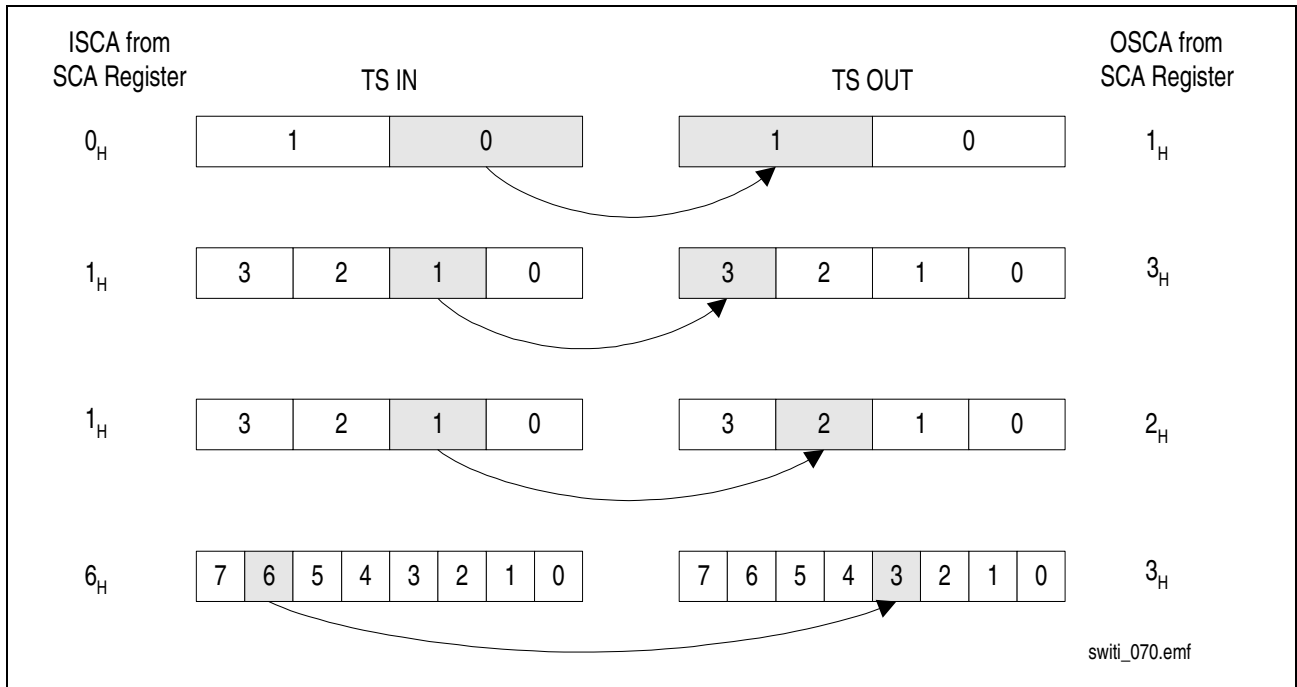 ISCA from
SCA Register
TS IN
TS OUT
OSCA from
SCA Register
0H
1 0
1 0
1H
1H
3 2 1 0
3 2 1 0
3H
1H
3 2 1 0
3 2 1 0
2H
6H
7 6 5 4 3 2 1 0
7 6 5 4 3 2 1 0
3H
switi_070.emf